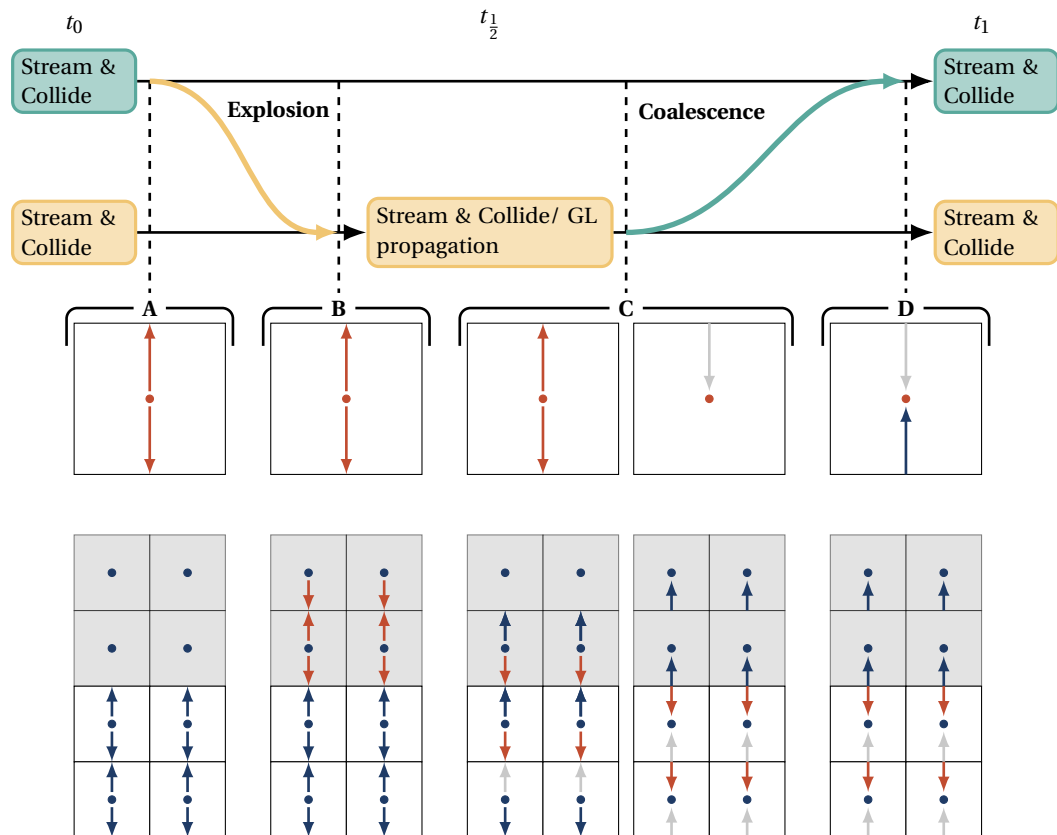 t0 t1/2 t1
Stream &
Collide
Explosion
Coalescence
Stream &
Collide
Stream &
Collide
Stream & Collide/ GL
propagation
Stream &
Collide
A B C D